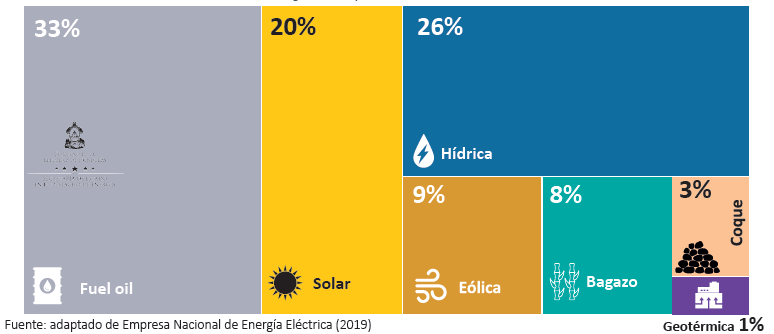 33%
20%
26%
Hídrica
9%
8%
3%
Coque
Fuel oil
Solar
Eólica
Bagazo
Fuente: adaptado de Empresa Nacional de Energía Eléctrica (2019)
Geotérmica 1%